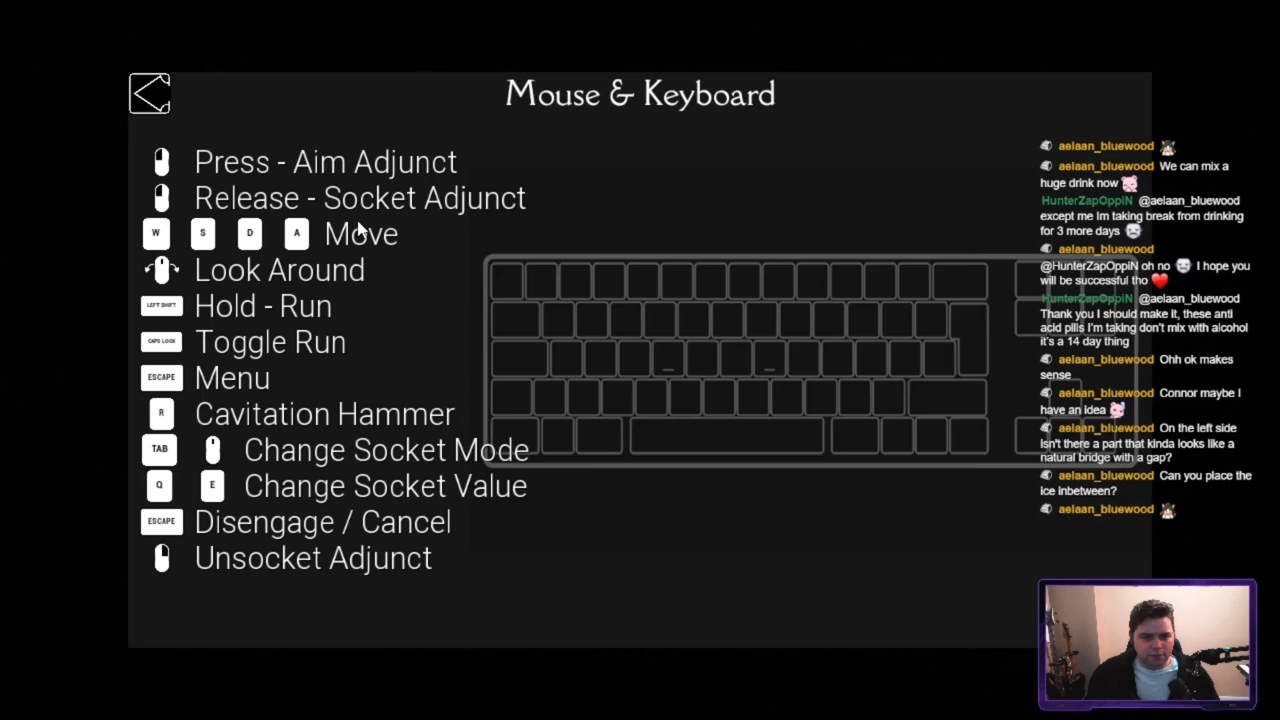 Mouse & Keyboard
Press - Aim Adjunct
Release - Socket Adjunct
W S D A Move
Look Around
LEFT SHIFT Hold - Run
CAPS LOCK Toggle Run
ESCAPE Menu
R Cavitation Hammer
TAB Change Socket Mode
Q E Change Socket Value
ESCAPE Disengage / Cancel
Unsocket Adjunct
aelaan_bluewood
aelaan_bluewood We can mix a
huge drink now
HunterZapOppiN @aelaan_bluewood
except me Im taking break from drinking
for 3 more days
aelaan_bluewood
@HunterZapOppiN oh no I hope you
will be successful tho
HunterZapOppiN @aelaan_bluewood
Thank you I should make it, these anti
acid pills I'm taking don't mix with alcohol
it's a 14 day thing
aelaan_bluewood Ohh ok makes
sense
aelaan_bluewood Connor maybe I
have an idea
aelaan_bluewood On the left side
isn't there a part that kinda looks like a
natural bridge with a gap?
aelaan_bluewood Can you place the
ice inbetween?
aelaan_bluewood